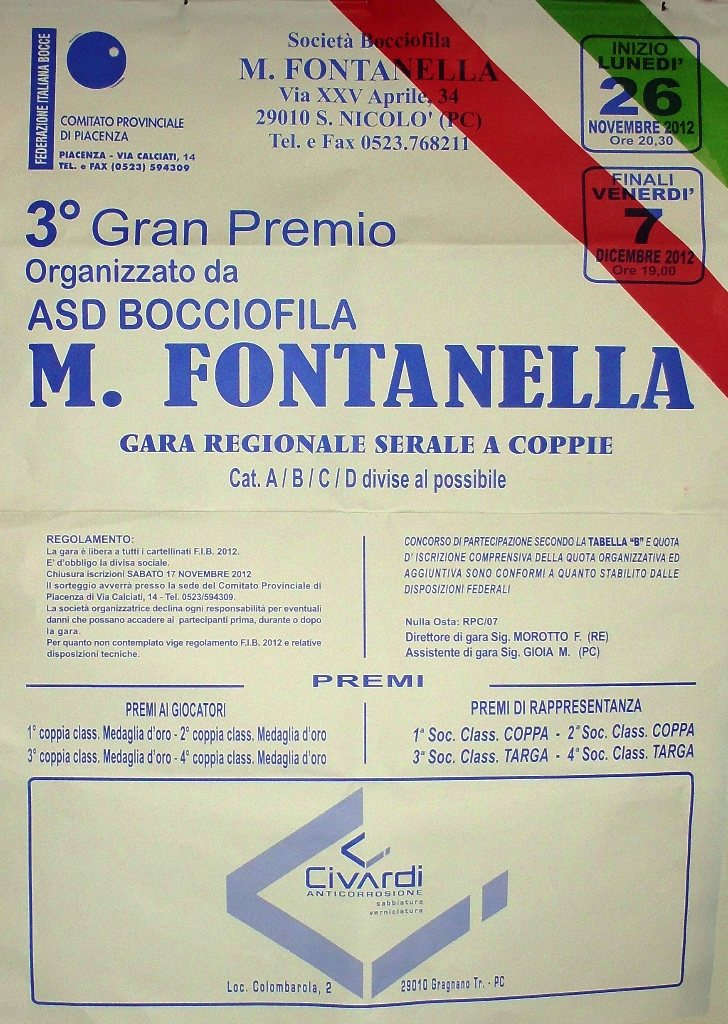 FEDERAZIONE ITALIANA BOCCE
COMITATO PROVINCIALE
DI PIACENZA
PIACENZA - VIA CALCIATI, 14
TEL. e FAX (0523) 594309
Società Bocciofila
M. FONTANELLA
Via XXV Aprile, 34
29010 S. NICOLO' (PC)
Tel. e Fax 0523.768211
INIZIO
LUNEDI'
26
NOVEMBRE 2012
Ore 20,30
FINALI
VENERDI'
7
DICEMBRE 2012
Ore 19,00
3° Gran Premio
Organizzato da
ASD BOCCIOFILA
M. FONTANELLA
GARA REGIONALE SERALE A COPPIE
Cat. A / B / C / D divise al possibile
REGOLAMENTO:
La gara è libera a tutti i cartellinati F.I.B. 2012.
E' d'obbligo la divisa sociale.
Chiusura iscrizioni SABATO 17 NOVEMBRE 2012
Il sorteggio avverrà presso la sede del Comitato Provinciale di
Piacenza di Via Calciati, 14 - Tel. 0523/594309.
La società organizzatrice declina ogni responsabilità per eventuali
danni che possano accadere ai partecipanti prima, durante o dopo
la gara.
Per quanto non contemplato vige regolamento F.I.B. 2012 e relative
disposizioni tecniche.
CONCORSO DI PARTECIPAZIONE SECONDO LA TABELLA "B" E QUOTA
D' ISCRIZIONE COMPRENSIVA DELLA QUOTA ORGANIZZATIVA ED
AGGIUNTIVA SONO CONFORMI A QUANTO STABILITO DALLE
DISPOSIZIONI FEDERALI
Nulla Osta: RPC/07
Direttore di gara Sig. MOROTTO F. (RE)
Assistente di gara Sig. GIOIA M. (PC)
PREMI
PREMI AI GIOCATORI
1° coppia class. Medaglia d'oro - 2° coppia class. Medaglia d'oro
3° coppia class. Medaglia d'oro - 4° coppia class. Medaglia d'oro
PREMI DI RAPPRESENTANZA
1ª Soc. Class. COPPA - 2ª Soc. Class. COPPA
3ª Soc. Class. TARGA - 4ª Soc. Class. TARGA
Civardi
ANTICORROSIONE
sabbiatura
verniciatura
Loc. Colombarola, 2 29010 Gragnano Tr. - PC